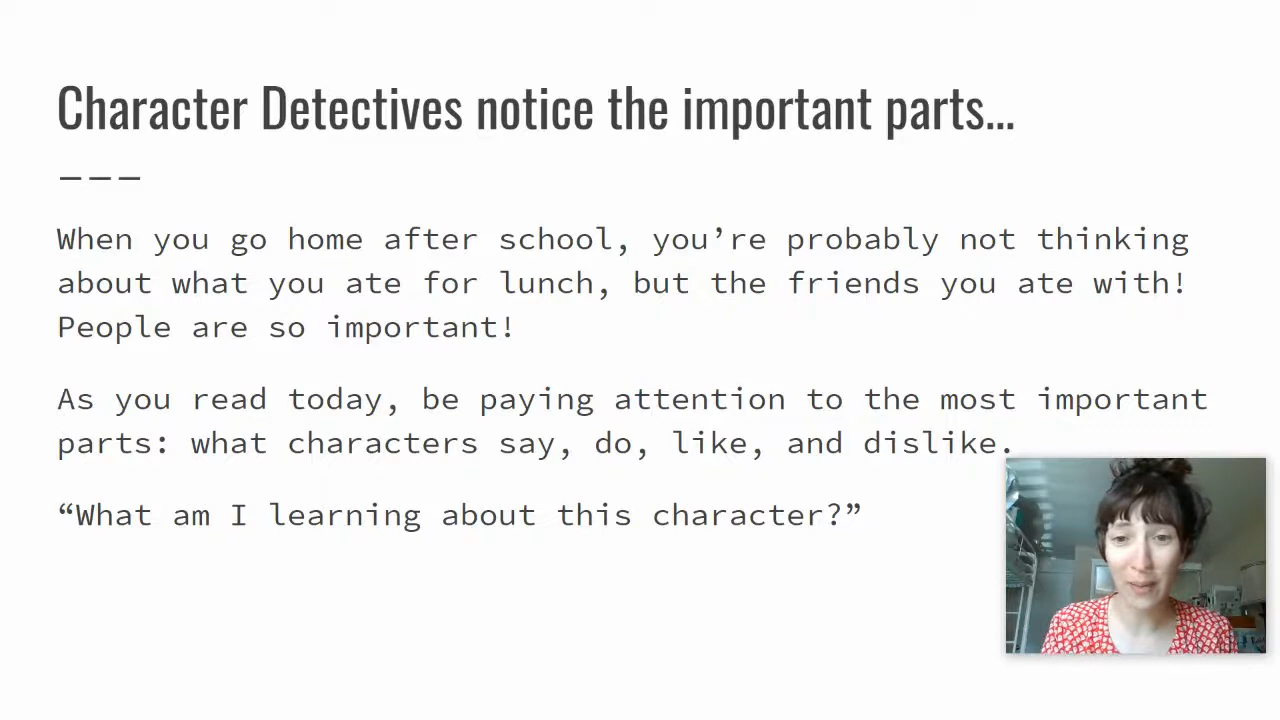 Character Detectives notice the important parts...
When you go home after school, you’re probably not thinking
about what you ate for lunch, but the friends you ate with!
People are so important!
As you read today, be paying attention to the most important
parts: what characters say, do, like, and dislike.
“What am I learning about this character?”